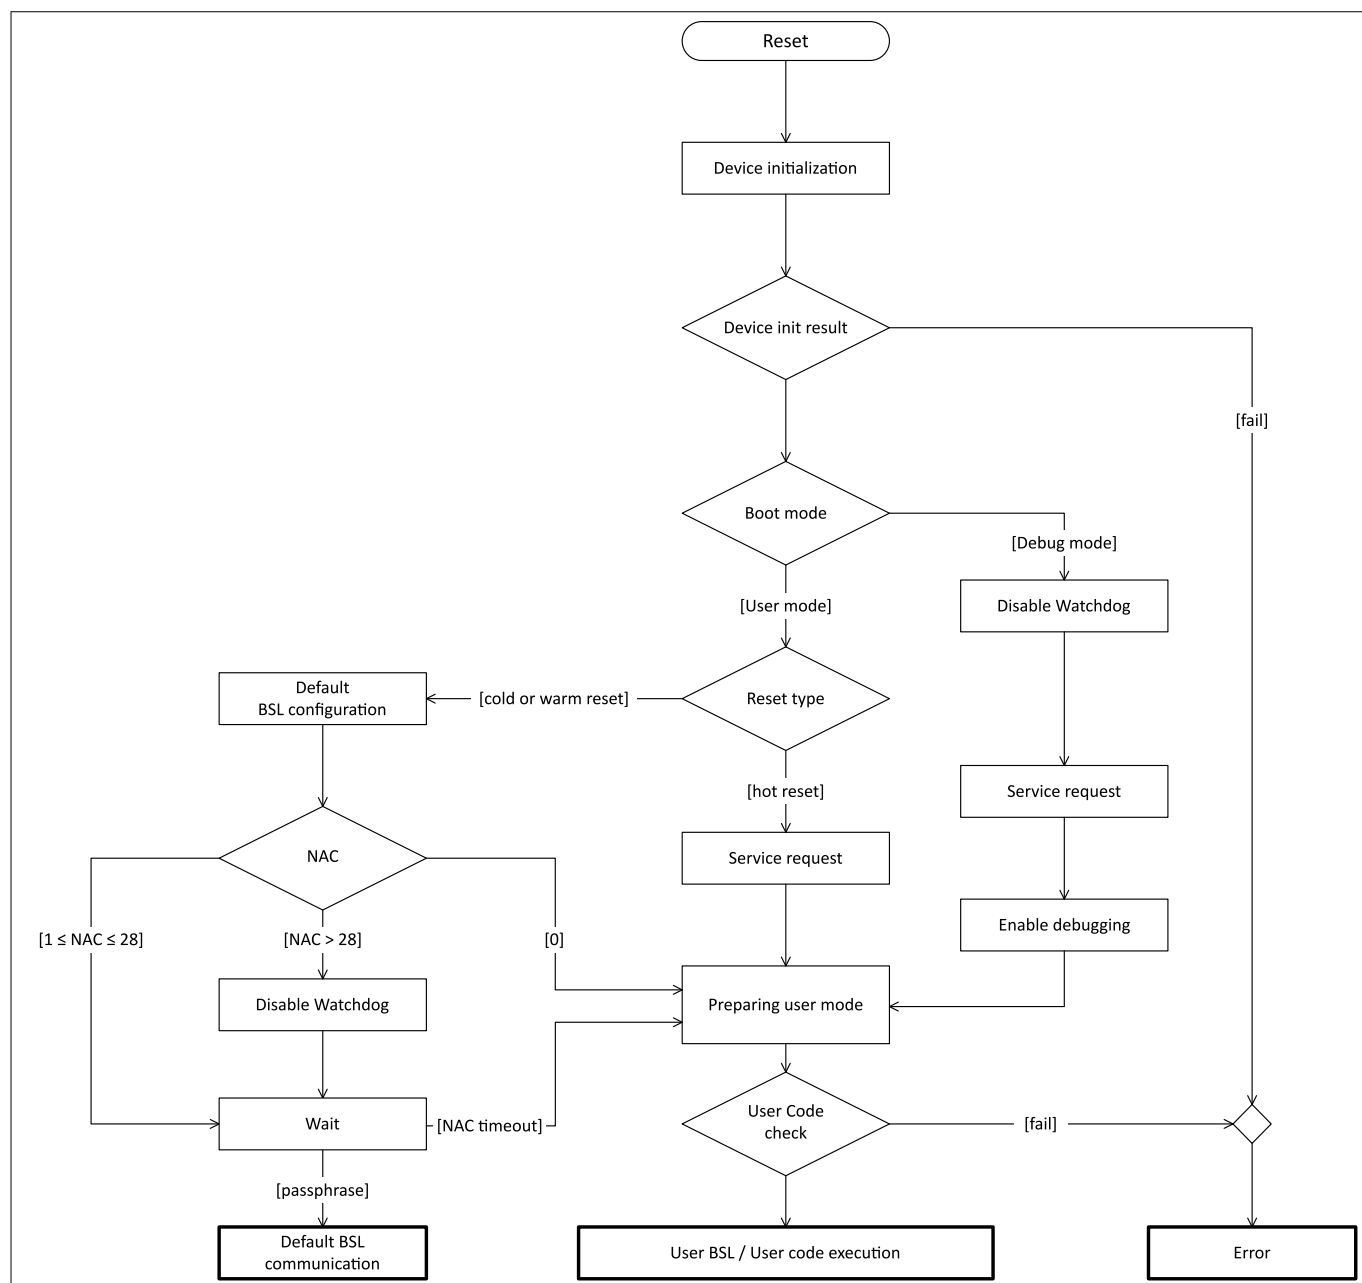 Reset
Device initialization
Device init result
[fail]
Boot mode
[Debug mode]
[User mode]
Disable Watchdog
Default
BSL configuration
[cold or warm reset]
Reset type
[hot reset]
Service request
NAC
Service request
Enable debugging
[1 ≤ NAC ≤ 28]
[NAC > 28]
[0]
Disable Watchdog
Preparing user mode
Wait
[NAC timeout]
User Code
check
[fail]
[passphrase]
Default BSL
communication
User BSL / User code execution
Error